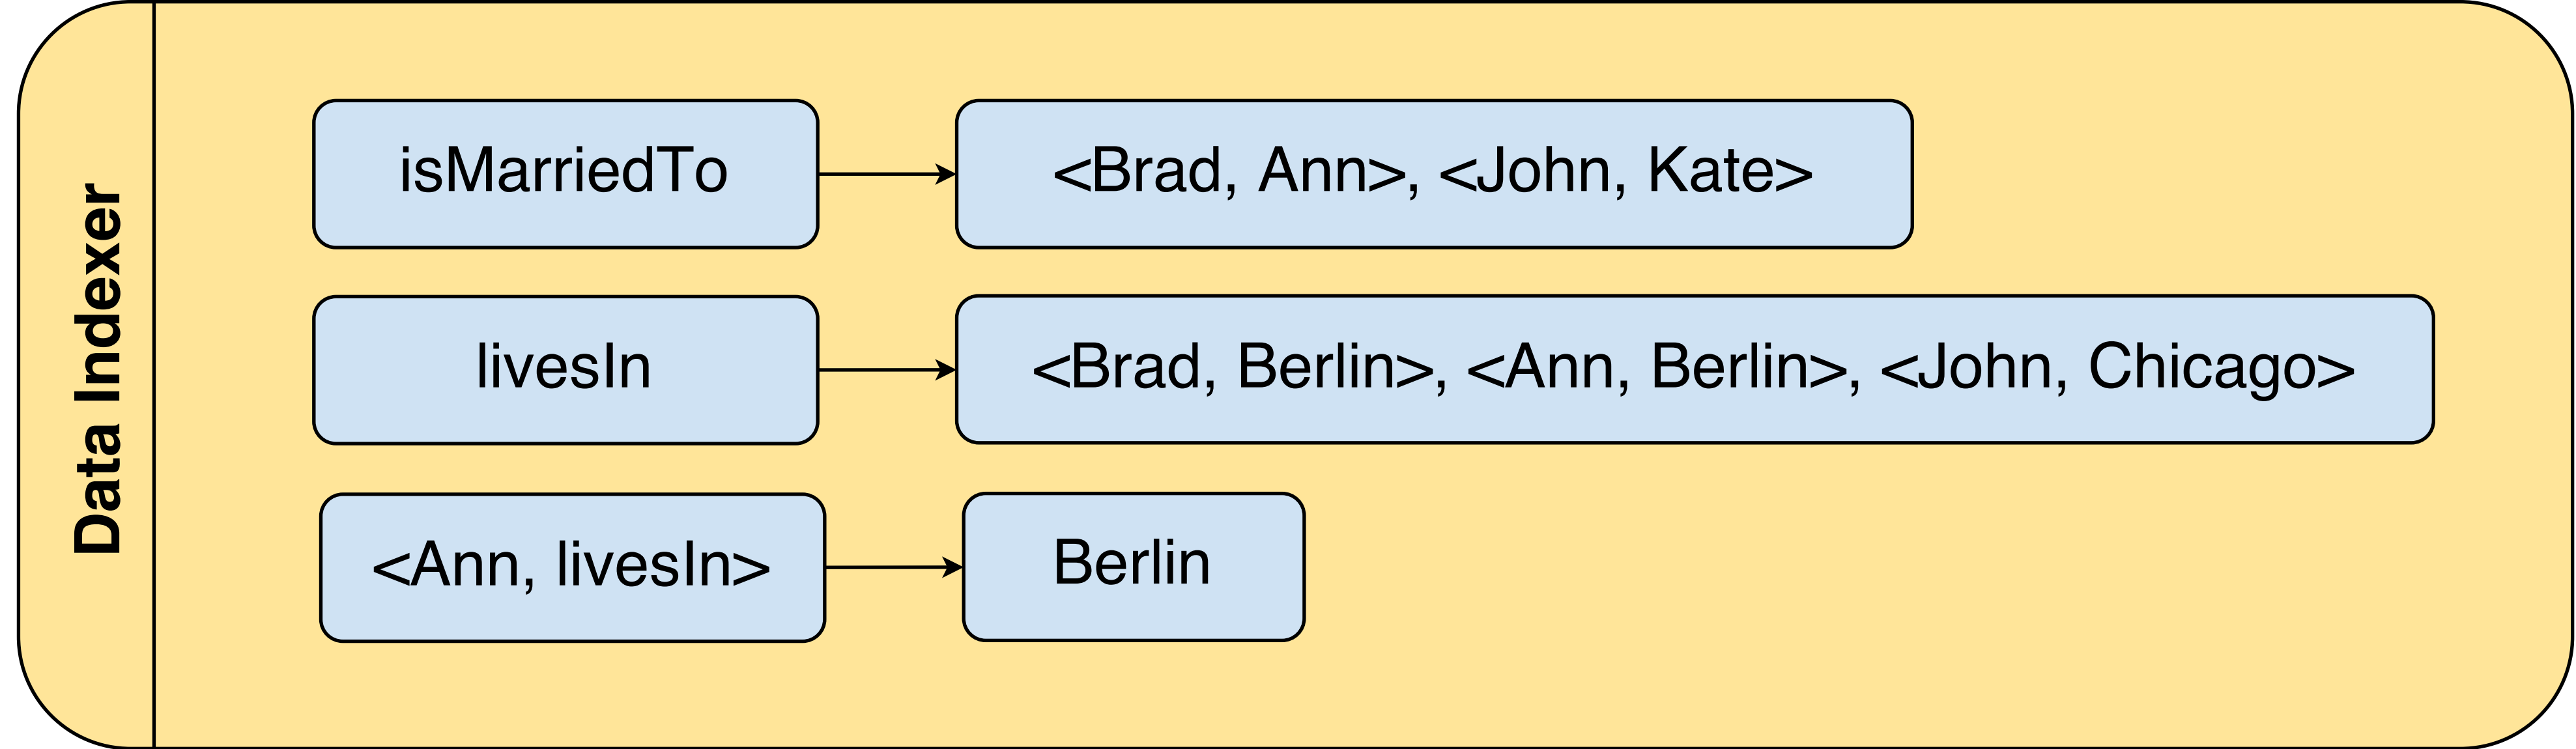 Data Indexer
isMarriedTo
<Brad, Ann>, <John, Kate>
livesIn
<Brad, Berlin>, <Ann, Berlin>, <John, Chicago>
<Ann, livesIn>
Berlin